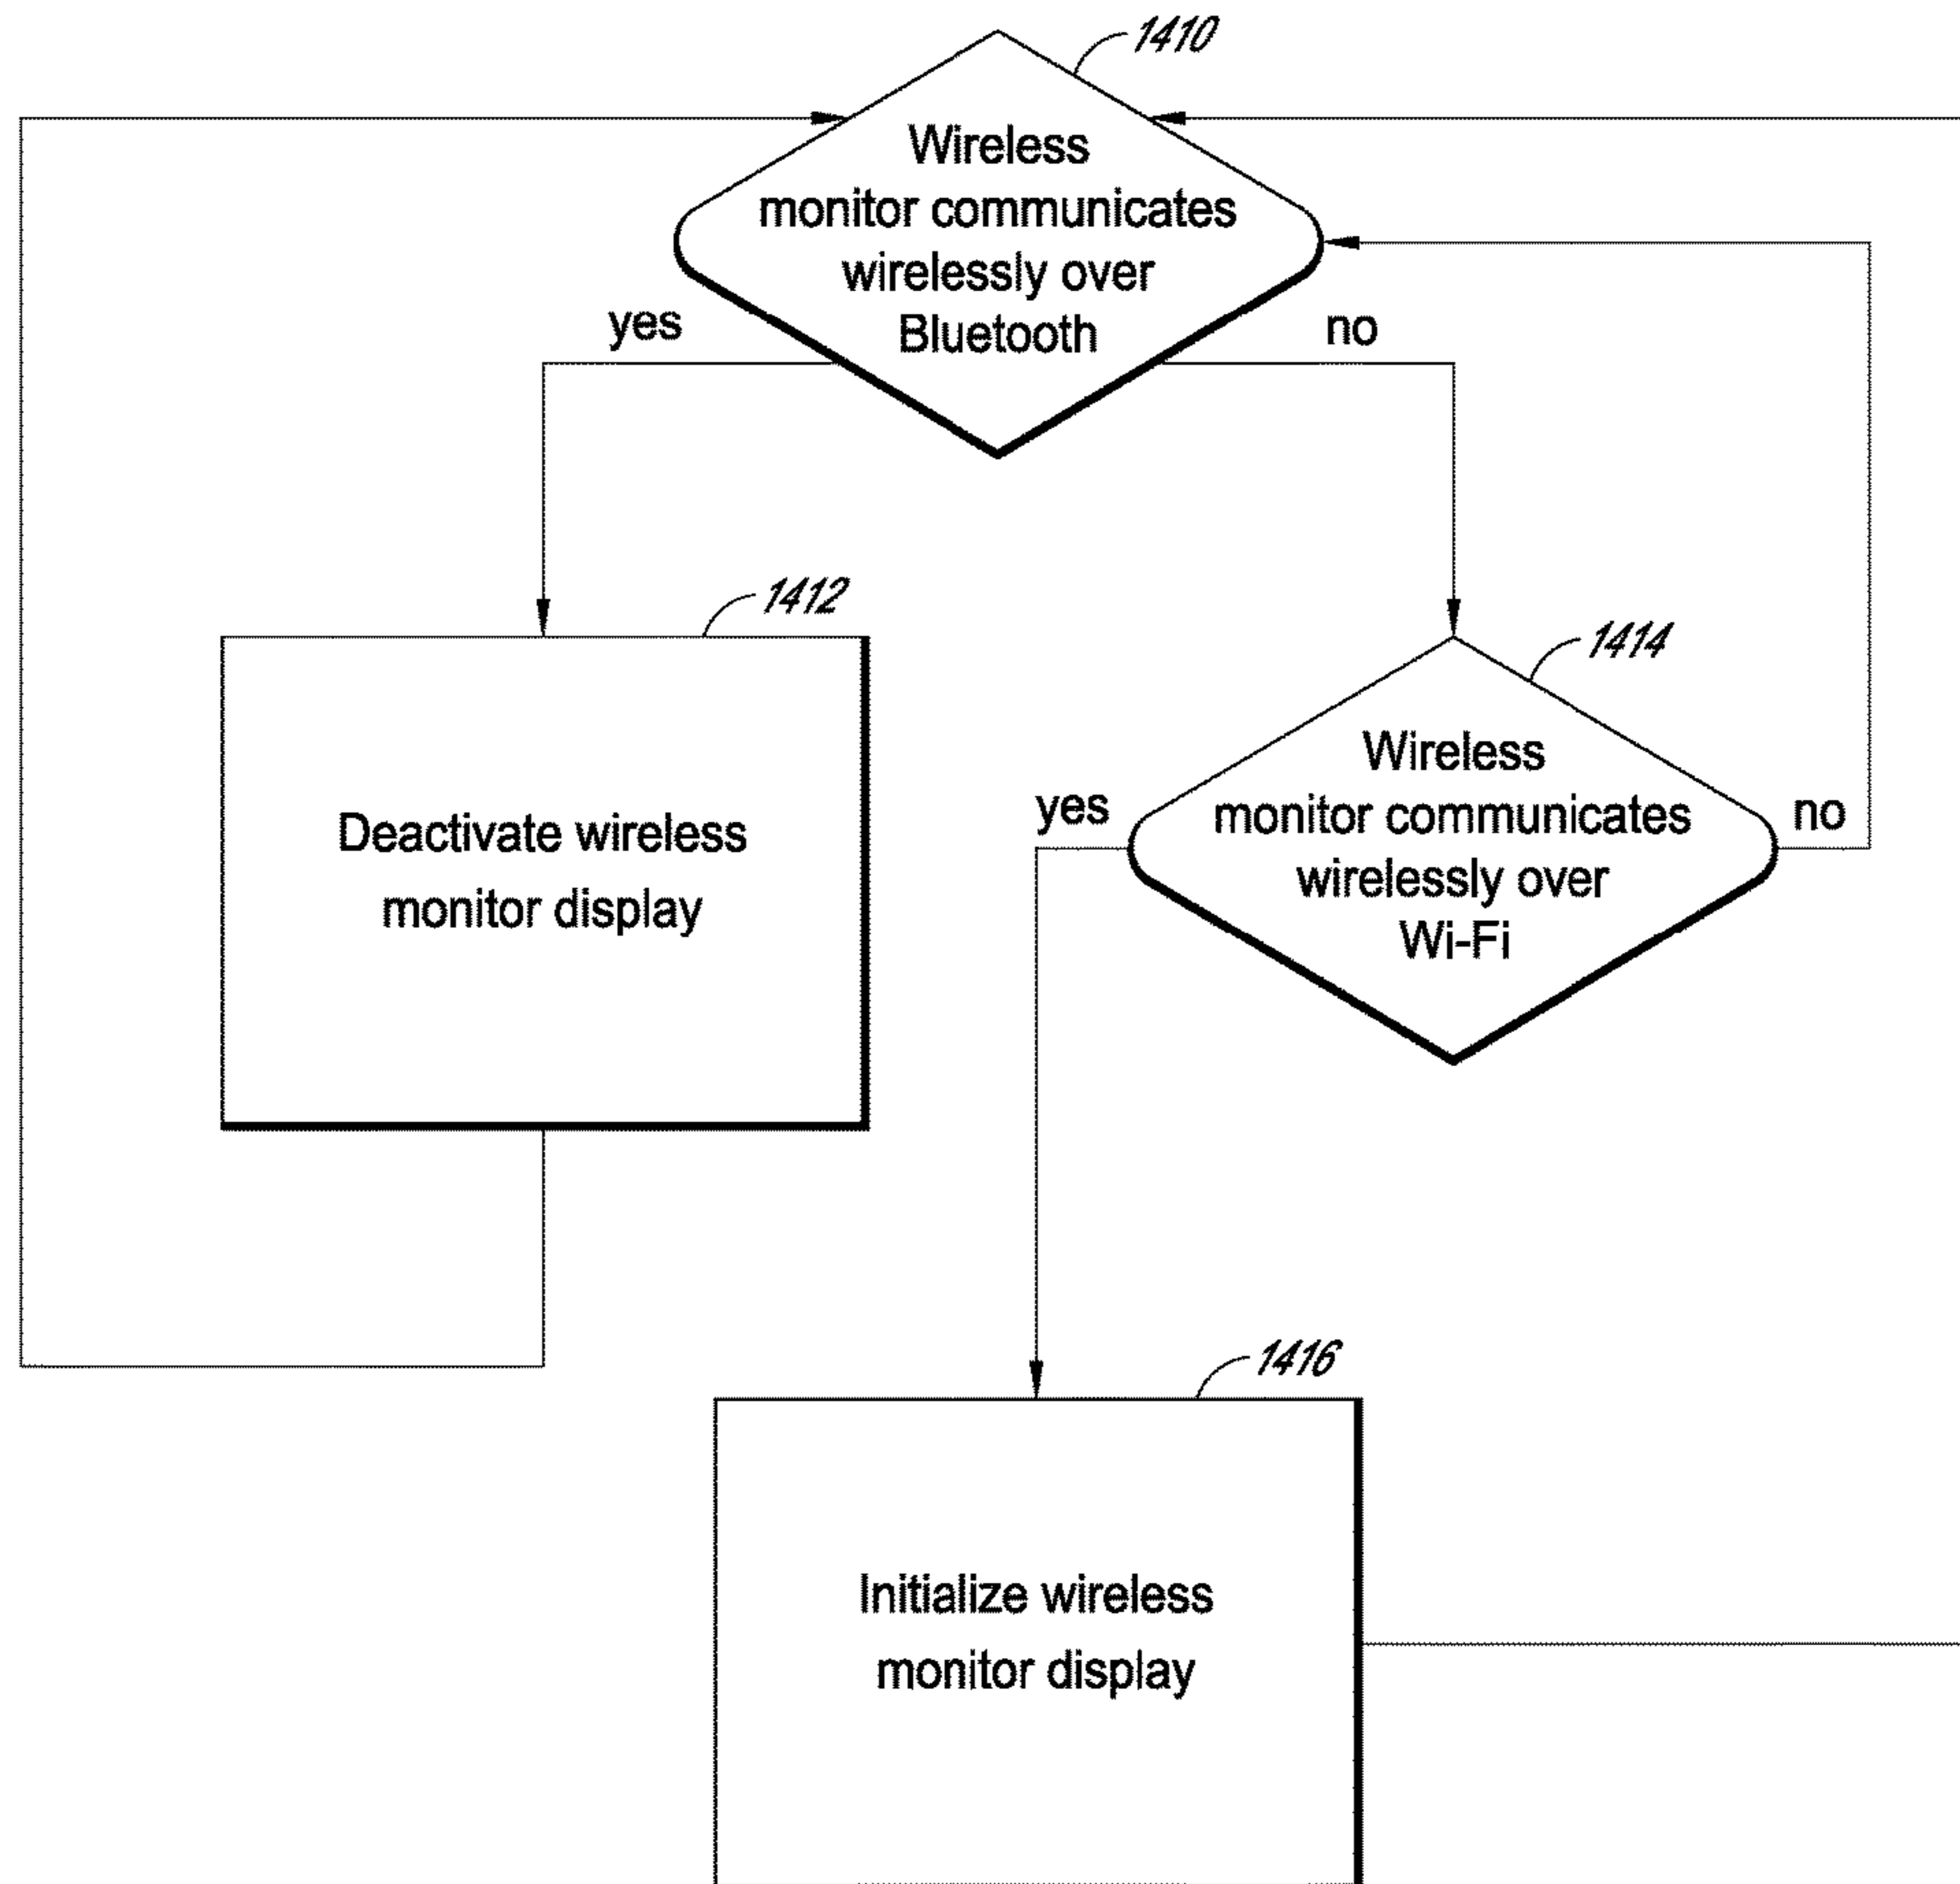 1410
Wireless
monitor communicates
wirelessly over
Bluetooth
yes
no
1412
Deactivate wireless
monitor display
1414
Wireless
monitor communicates
wirelessly over
Wi-Fi
yes
no
1416
Initialize wireless
monitor display